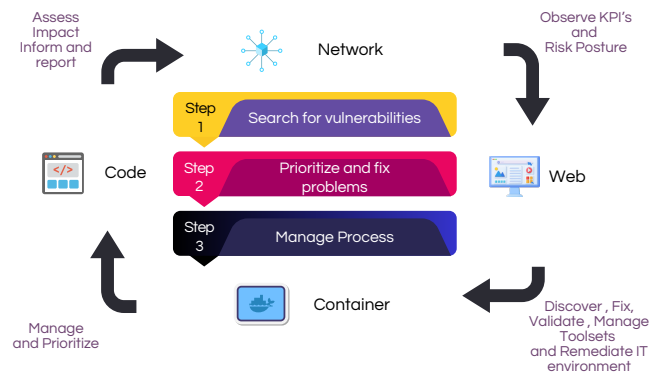 Assess
Impact
Inform and
report
Network
Observe KPI's
and
Risk Posture
Step
1
Search for vulnerabilities
</>
Code
Step
2
Prioritize and fix
problems
Web
Step
3
Manage Process
Container
Manage
and Prioritize
Discover , Fix,
Validate , Manage
Toolsets
and Remediate IT
environment